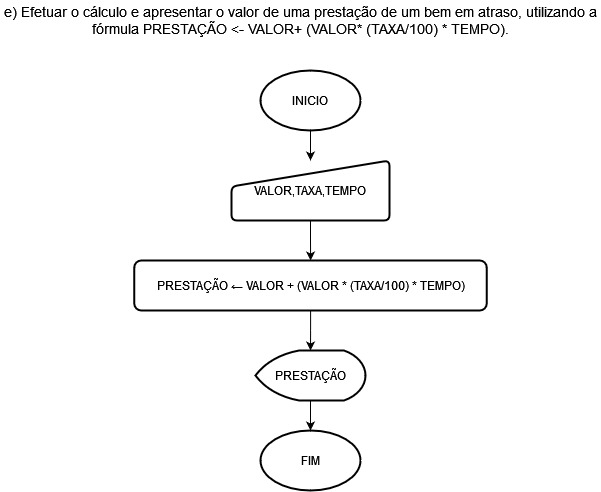 e) Efetuar o cálculo e apresentar o valor de uma prestação de um bem em atraso, utilizando a
fórmula PRESTAÇÃO <- VALOR+ (VALOR* (TAXA/100) * TEMPO).
INICIO
VALOR,TAXA,TEMPO
PRESTAÇÃO ← VALOR + (VALOR * (TAXA/100) * TEMPO)
PRESTAÇÃO
FIM